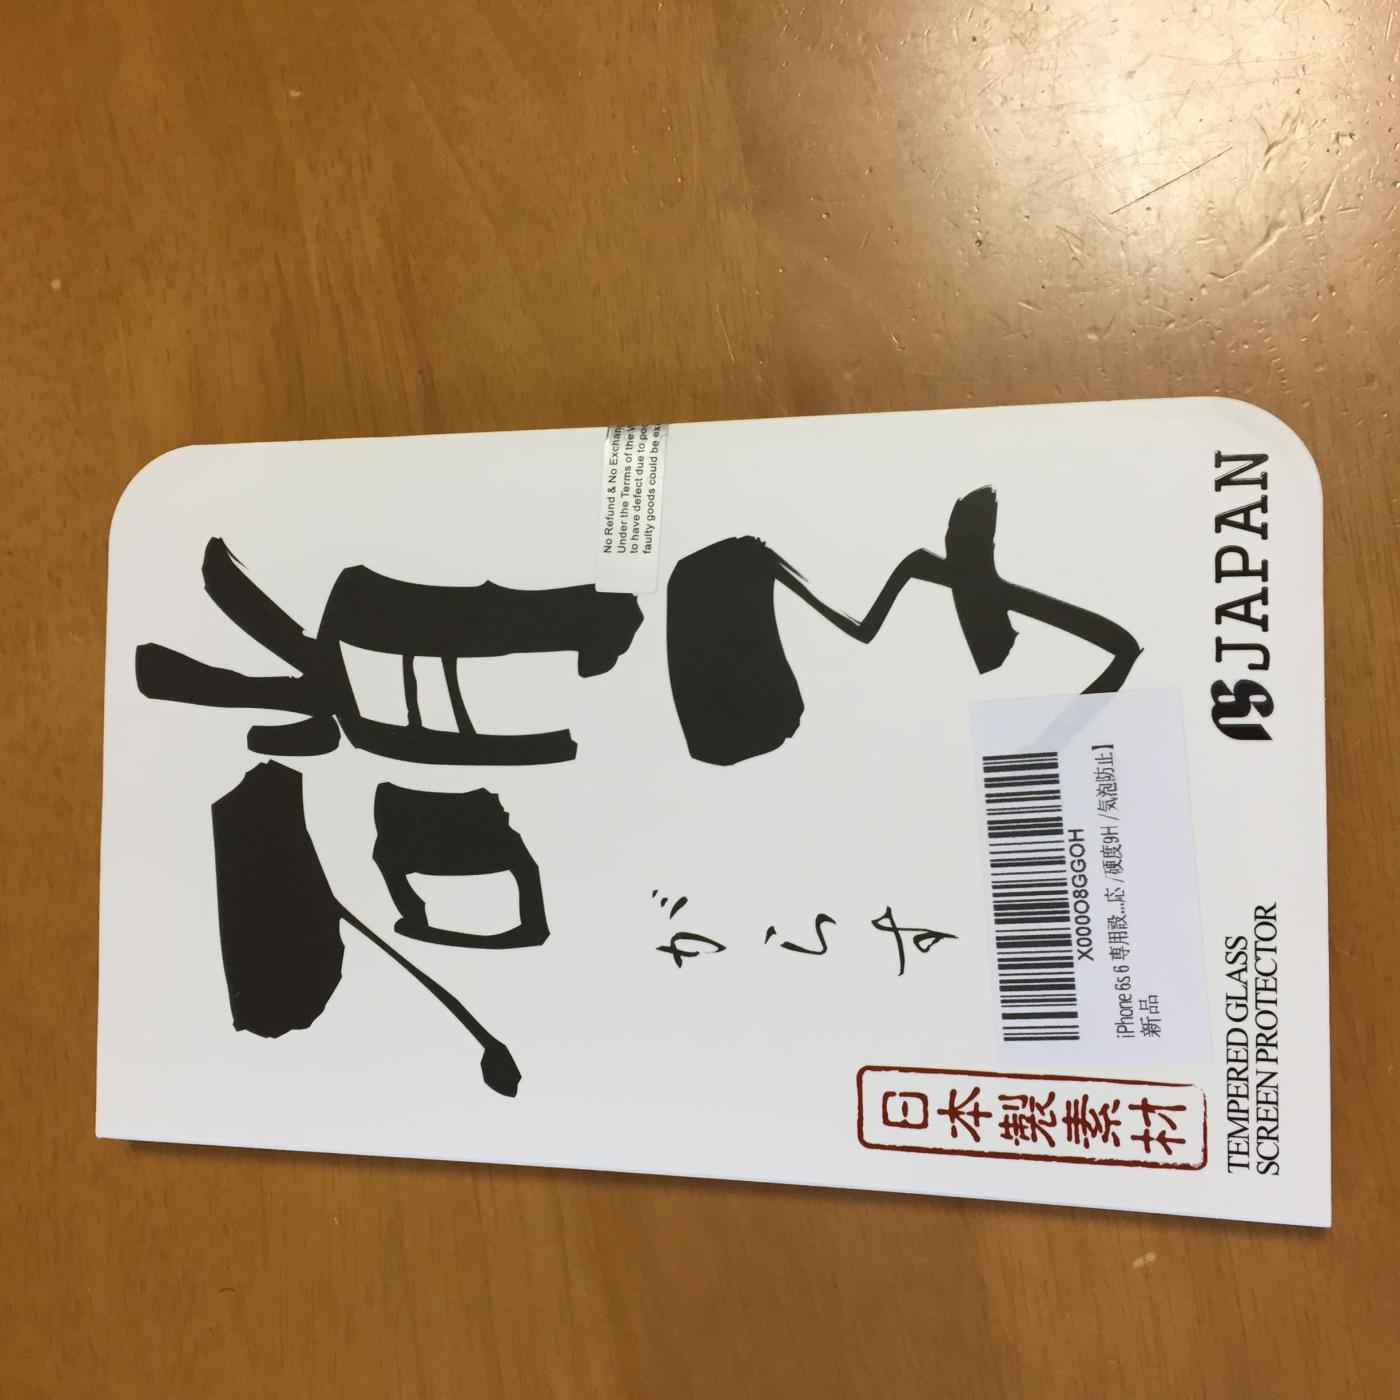 硝子
がらす
No Refund & No Exchan
Under the Terms of the
to have defect due to
faulty goods could be
日本製素材
X000O8GGOH
iPhone 6s 6 専用設...応 /硬度9H /気泡防止】
新品
TEMPERED GLASS
SCREEN PROTECTOR
JAPAN